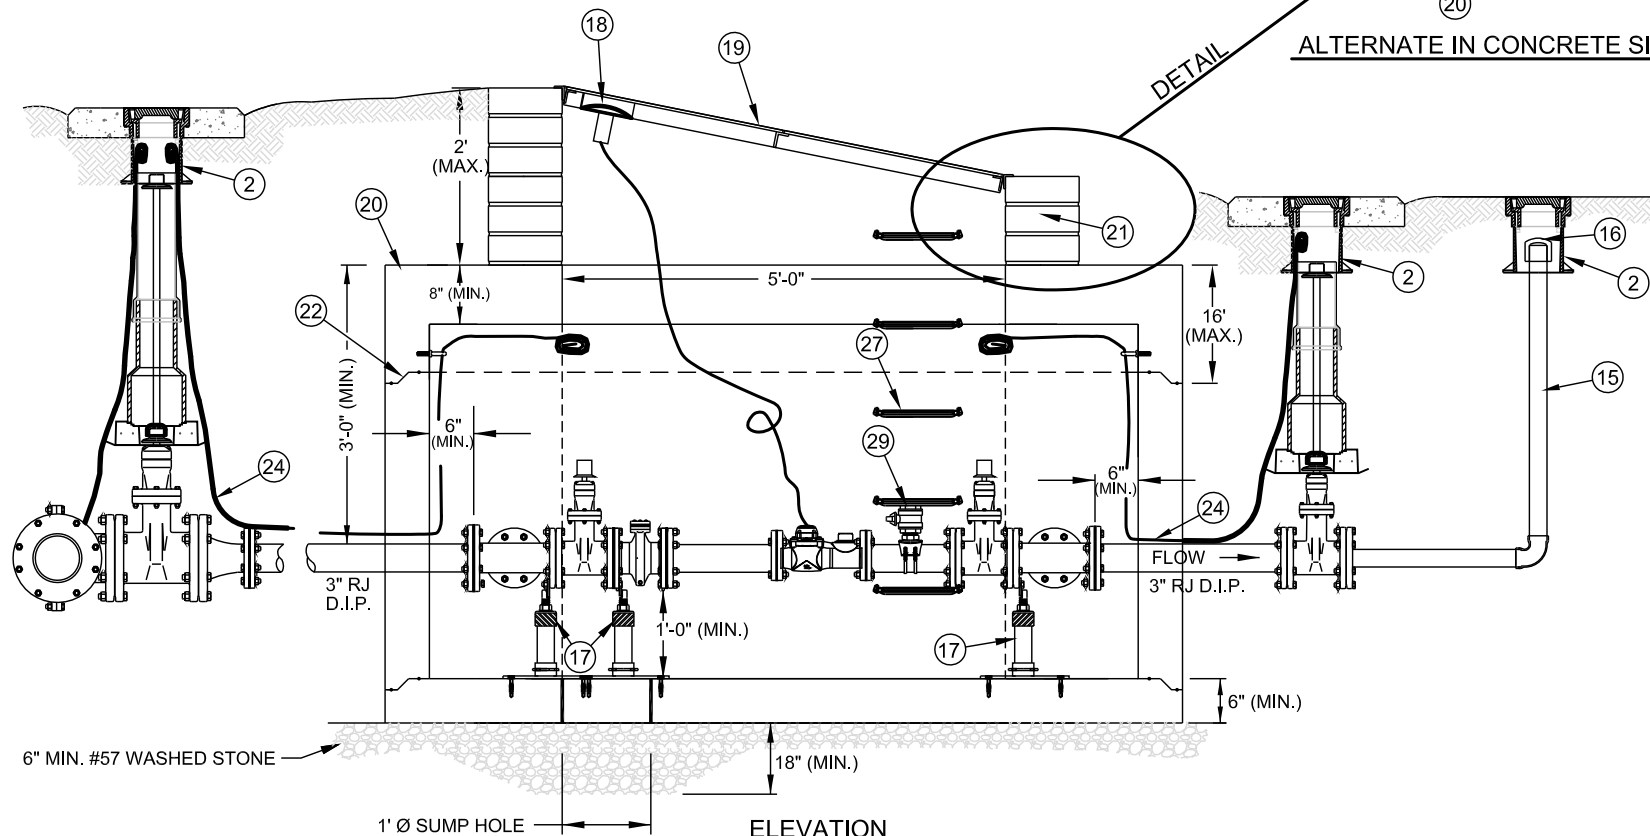 20
ALTERNATE IN CONCRETE SI
DETAIL
18
19
2'
(MAX.)
2
20
21
16
2
2
5'-0"
8" (MIN.)
16'
(MAX.)
22
27
15
3'-0" (MIN.)
6"
(MIN.)
29
24
6"
(MIN.)
24
FLOW
3" RJ
D.I.P.
3" RJ D.I.P.
1'-0" (MIN.)
17
17
6" (MIN.)
6" MIN. #57 WASHED STONE
18" (MIN.)
1' Ø SUMP HOLE
ELEVATION